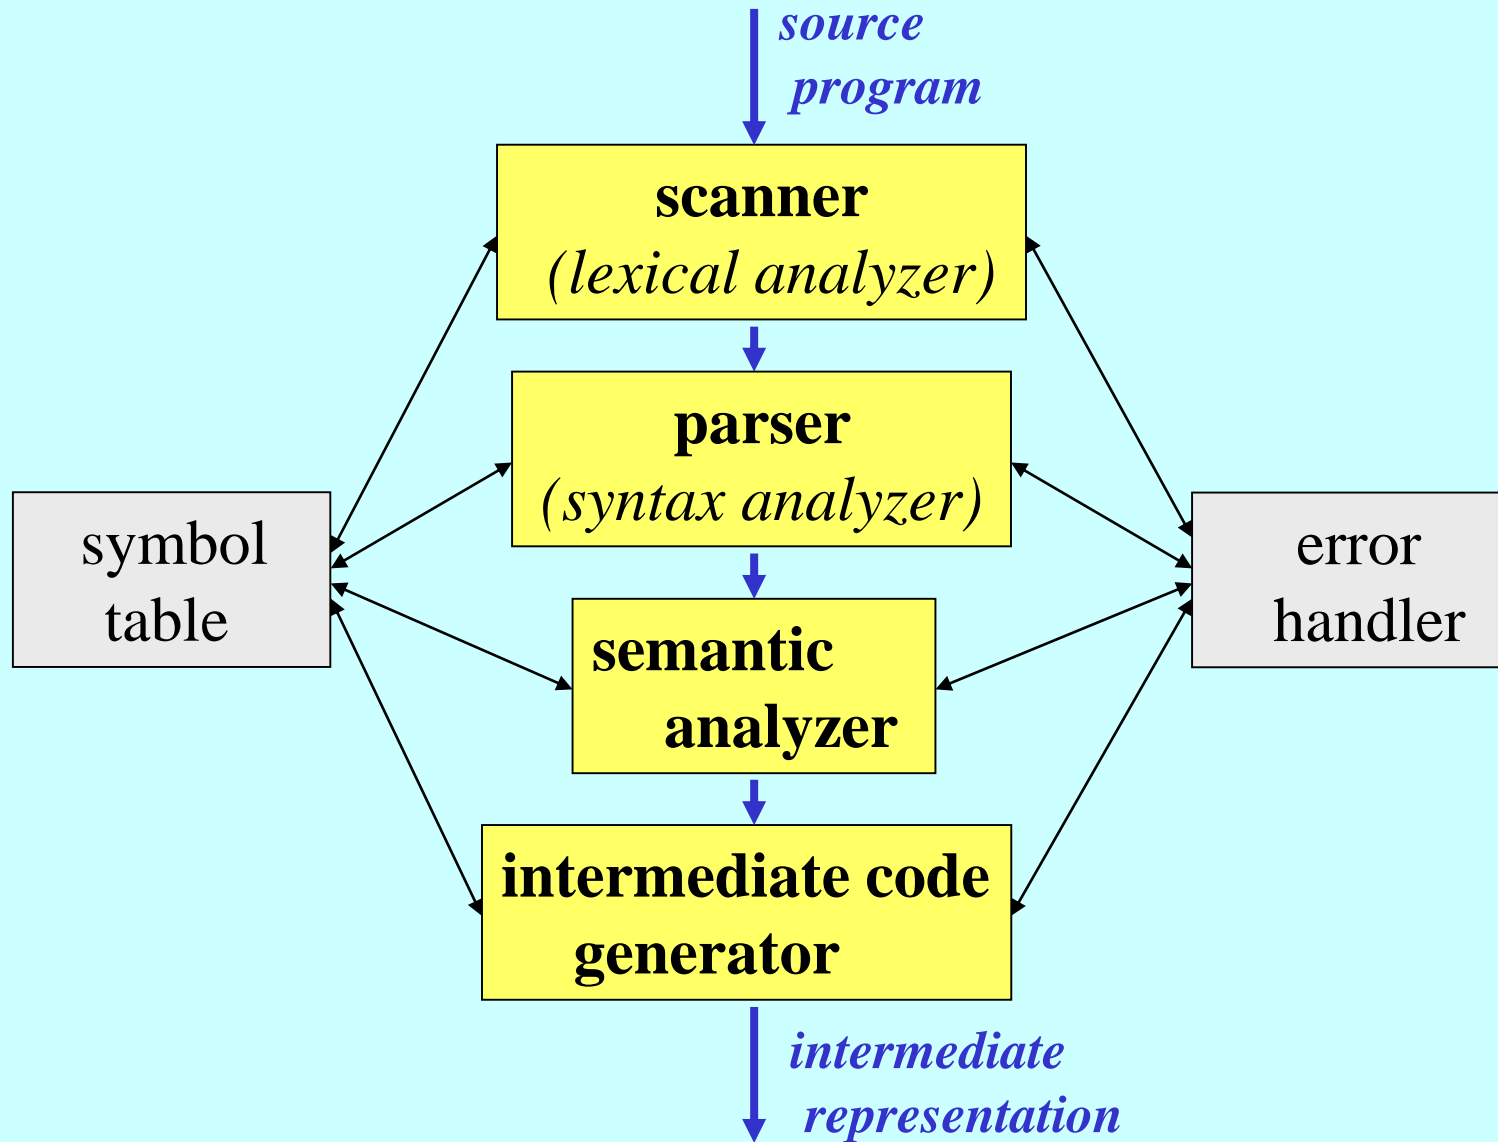 source
program
scanner
(lexical analyzer)
parser
(syntax analyzer)
symbol
table
error
handler
semantic
analyzer
intermediate code
generator
intermediate
representation